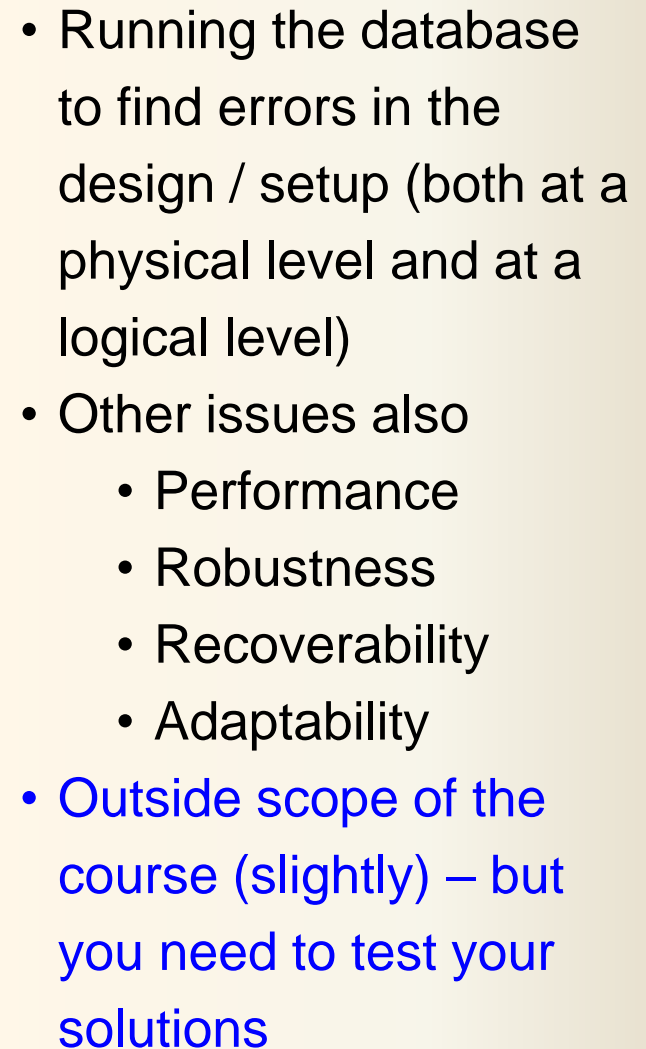 • Running the database
to find errors in the
design / setup (both at a
physical level and at a
logical level)
• Other issues also
• Performance
• Robustness
• Recoverability
• Adaptability
• Outside scope of the
course (slightly) – but
you need to test your
solutions